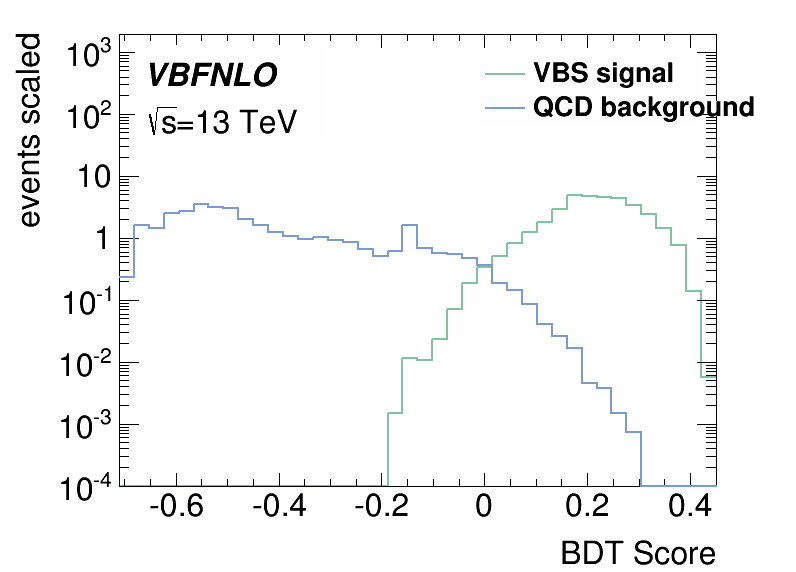 events scaled
10³
10²
10
1
10⁻¹
10⁻²
10⁻³
10⁻⁴
VBFNLO
√s=13 TeV
VBS signal
QCD background
-0.6 -0.4 -0.2 0 0.2 0.4
BDT Score